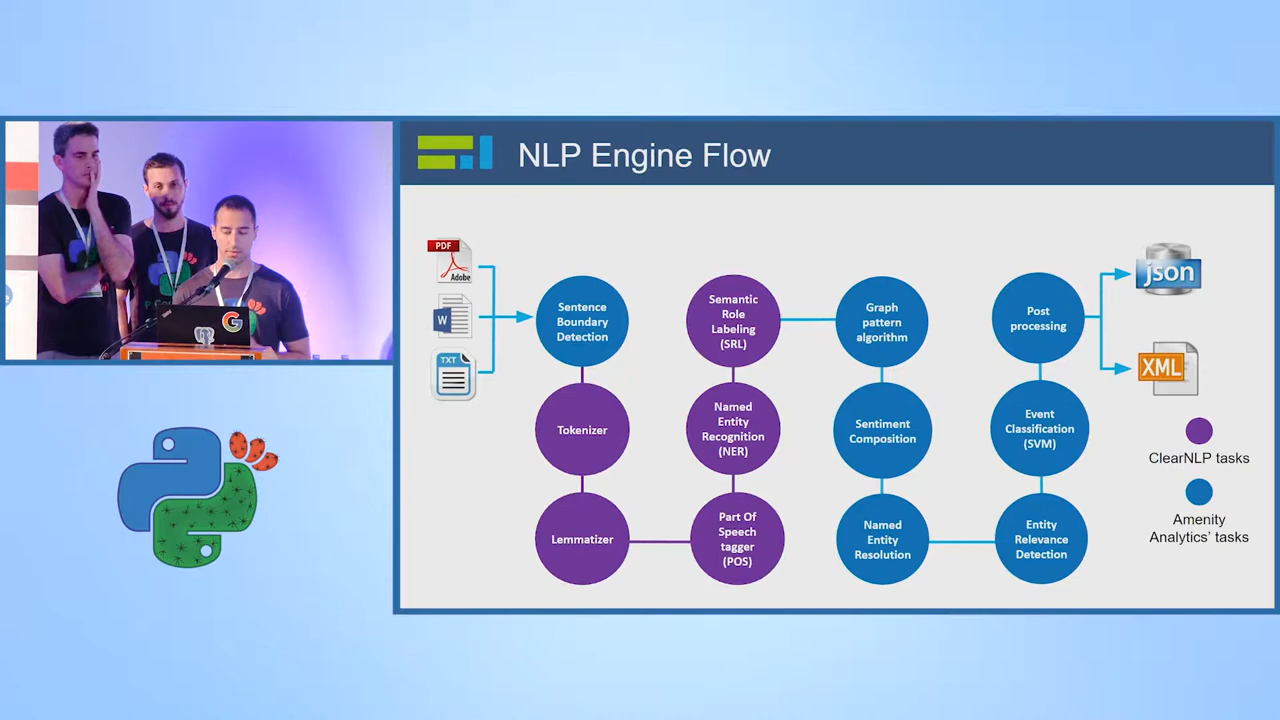 NLP Engine Flow
PDF
Adobe
W
TXT
Sentence
Boundary
Detection
Tokenizer
Lemmatizer
Semantic
Role
Labeling
(SRL)
Named
Entity
Recognition
(NER)
Part Of
Speech
tagger
(POS)
Graph
pattern
algorithm
Sentiment
Composition
Named
Entity
Resolution
Post
processing
Event
Classification
(SVM)
Entity
Relevance
Detection
json
XML
ClearNLP tasks
Amenity
Analytics' tasks
G